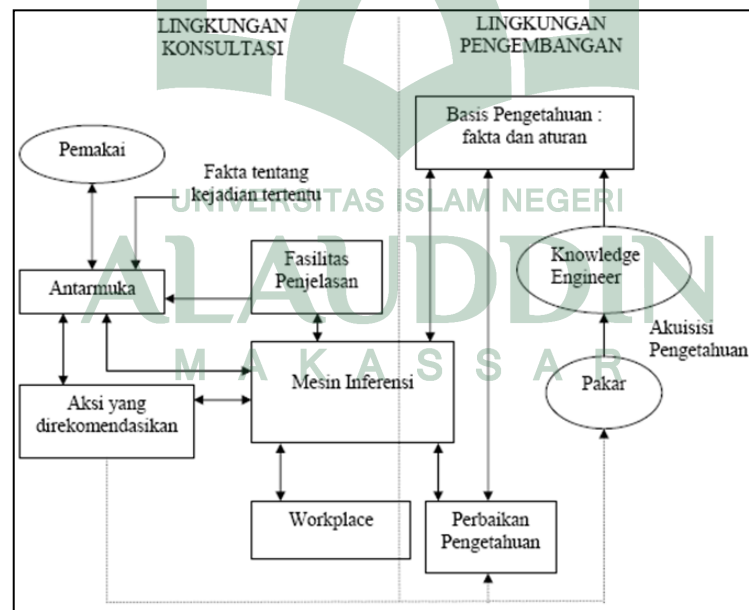 LINGKUNGAN
KONSULTASI
LINGKUNGAN
PENGEMBANGAN
Basis Pengetahuan :
fakta dan aturan
Pemakai
Fakta tentang
kejadian tertentu
UNIVERSITAS ISLAM NEGERI
ALAUDDIN
MAKASSAR
Fasilitas
Penjelasan
Knowledge
Engineer
Antarmuka
Akuisisi
Pengetahuan
Mesin Inferensi
Pakar
Aksi yang
direkomendasikan
Workplace
Perbaikan
Pengetahuan